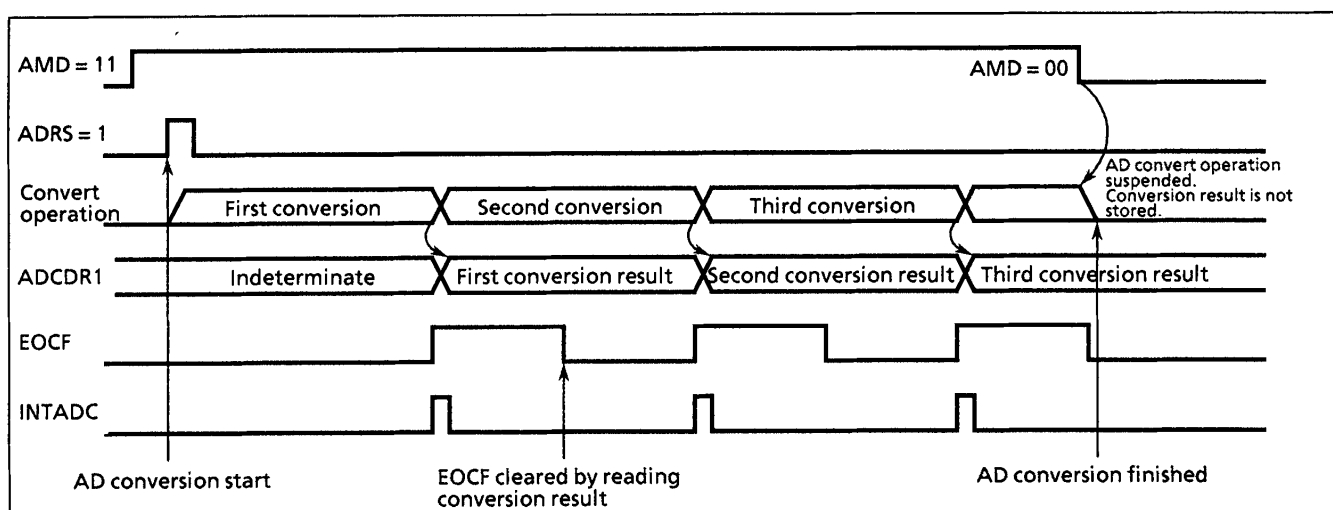 AMD = 11
AMD = 00
ADRS = 1
AD convert operation
suspended.
Conversion result is not
stored.
Convert
operation
First conversion
Second conversion
Third conversion
ADCDR1
Indeterminate
First conversion result
Second conversion result
Third conversion result
EOCF
INTADC
AD conversion start
EOCF cleared by reading
conversion result
AD conversion finished